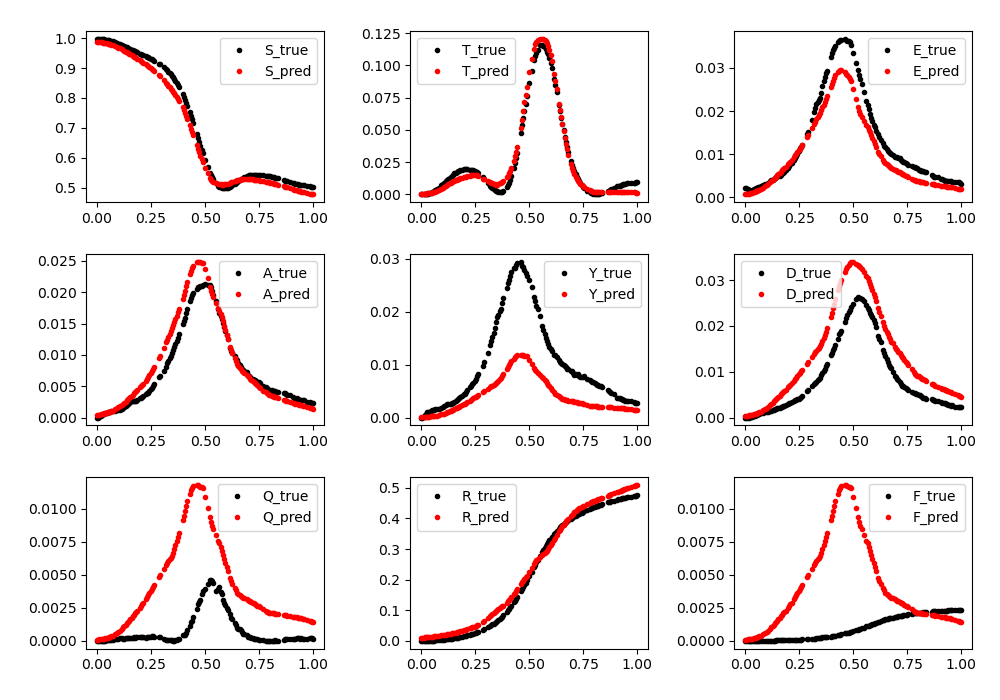 1.0
0.9
0.8
0.7
0.6
0.5
S_true
S_pred
0.00 0.25 0.50 0.75 1.00
0.125
0.100
0.075
0.050
0.025
0.000
T_true
T_pred
0.00 0.25 0.50 0.75 1.00
0.03
0.02
0.01
0.00
E_true
E_pred
0.00 0.25 0.50 0.75 1.00
0.025
0.020
0.015
0.010
0.005
0.000
A_true
A_pred
0.00 0.25 0.50 0.75 1.00
0.03
0.02
0.01
0.00
Y_true
Y_pred
0.00 0.25 0.50 0.75 1.00
0.03
0.02
0.01
0.00
D_true
D_pred
0.00 0.25 0.50 0.75 1.00
0.0100
0.0075
0.0050
0.0025
0.0000
Q_true
Q_pred
0.00 0.25 0.50 0.75 1.00
0.5
0.4
0.3
0.2
0.1
0.0
R_true
R_pred
0.00 0.25 0.50 0.75 1.00
0.0100
0.0075
0.0050
0.0025
0.0000
F_true
F_pred
0.00 0.25 0.50 0.75 1.00